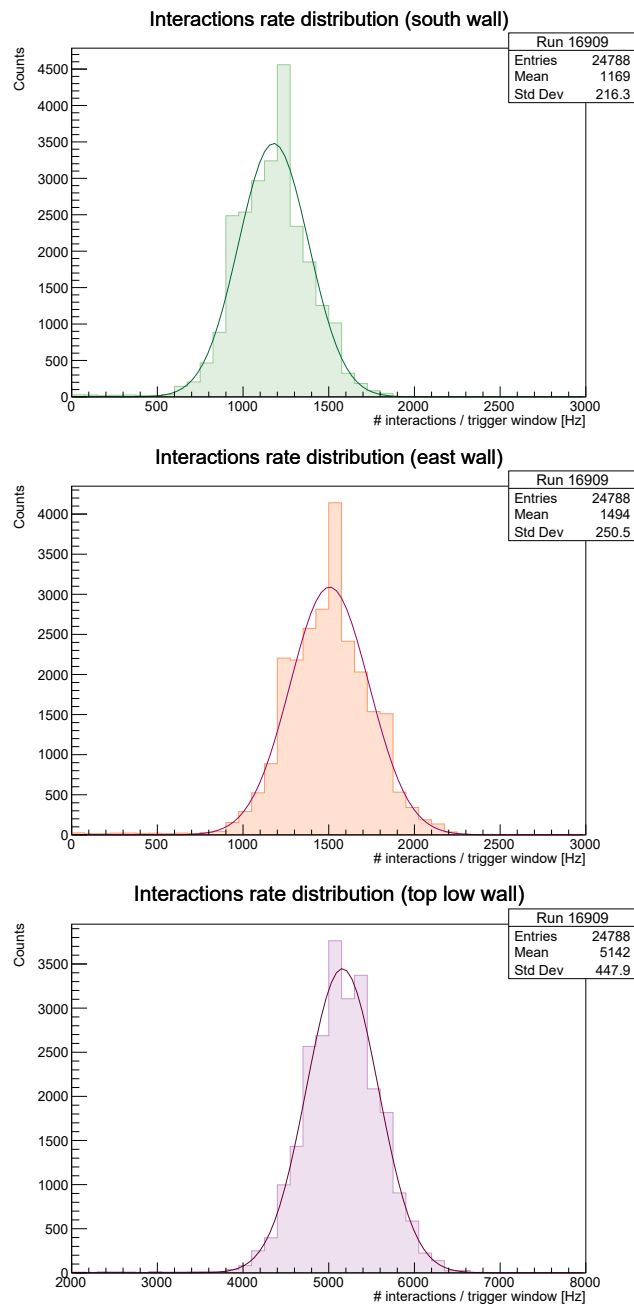 Interactions rate distribution (south wall)
Run 16909
Entries 24788
Mean 1169
Std Dev 216.3
Counts
4500
4000
3500
3000
2500
2000
1500
1000
500
0
0 500 1000 1500 2000 2500 3000
# interactions / trigger window [Hz]
Interactions rate distribution (east wall)
Run 16909
Entries 24788
Mean 1494
Std Dev 250.5
Counts
4000
3500
3000
2500
2000
1500
1000
500
0
0 500 1000 1500 2000 2500 3000
# interactions / trigger window [Hz]
Interactions rate distribution (top low wall)
Run 16909
Entries 24788
Mean 5142
Std Dev 447.9
Counts
3500
3000
2500
2000
1500
1000
500
0
2000 3000 4000 5000 6000 7000 8000
# interactions / trigger window [Hz]